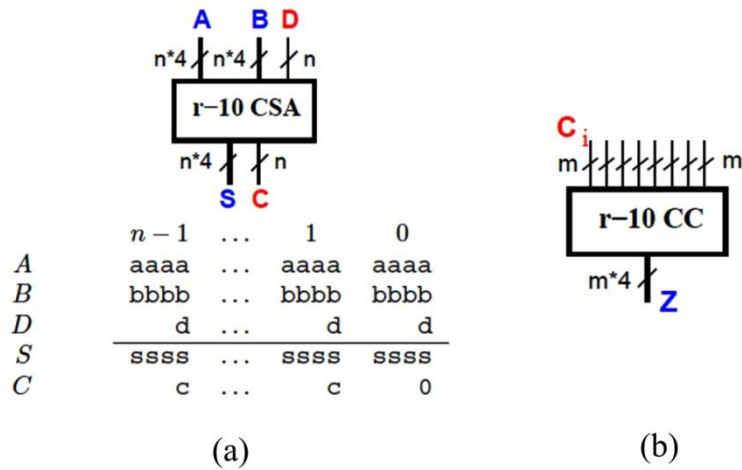 A B D
n*4 n*4 n
r−10 CSA
n*4 n
S C
n − 1 ... 1 0
A aaaa ... aaaa aaaa
B bbbb ... bbbb bbbb
D d ... d d
S ssss ... ssss ssss
C c ... c 0
(a)
C i
m m
r−10 CC
m*4
Z
(b)